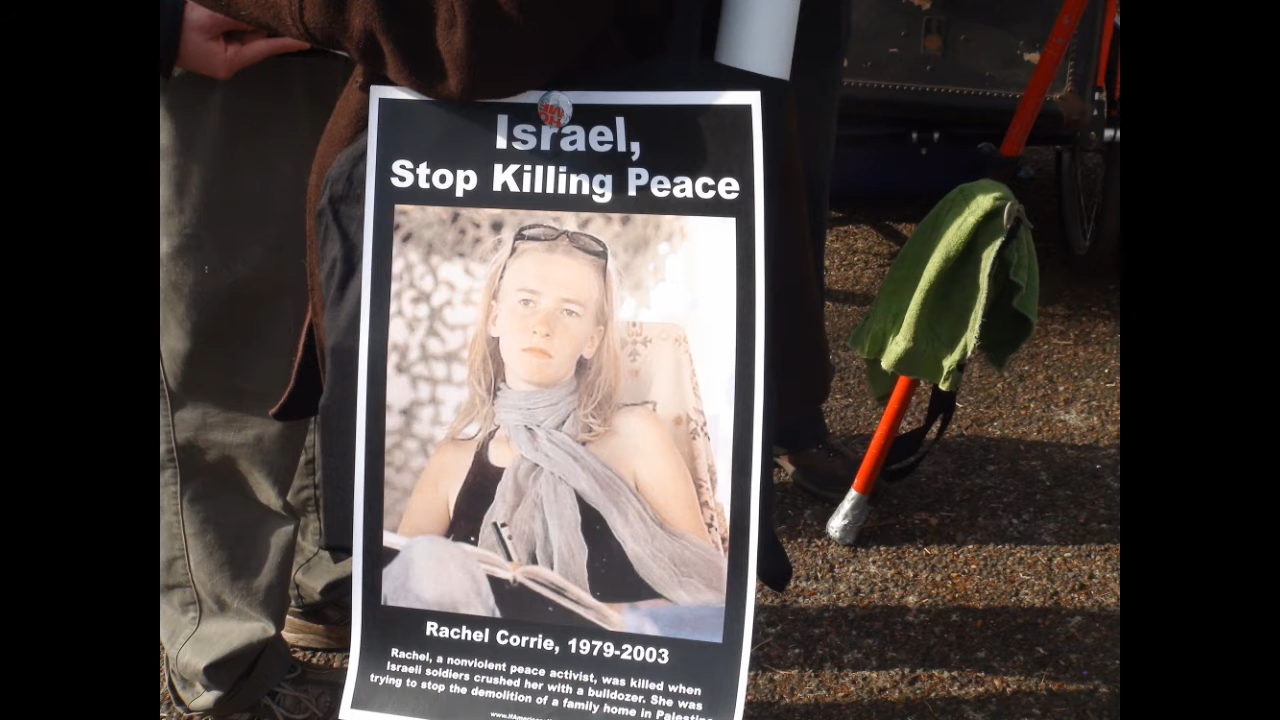 Israel,
Stop Killing Peace
Rachel Corrie, 1979-2003
Rachel, a nonviolent peace activist, was killed when
Israeli soldiers crushed her with a bulldozer. She was
trying to stop the demolition of a family home in Palestine